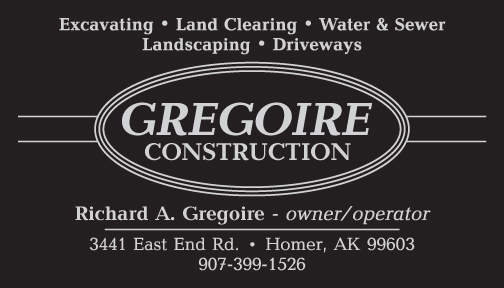 Excavating • Land Clearing • Water & Sewer
Landscaping • Driveways
GREGOIRE
CONSTRUCTION
Richard A. Gregoire - owner/operator
3441 East End Rd. • Homer, AK 99603
907-399-1526